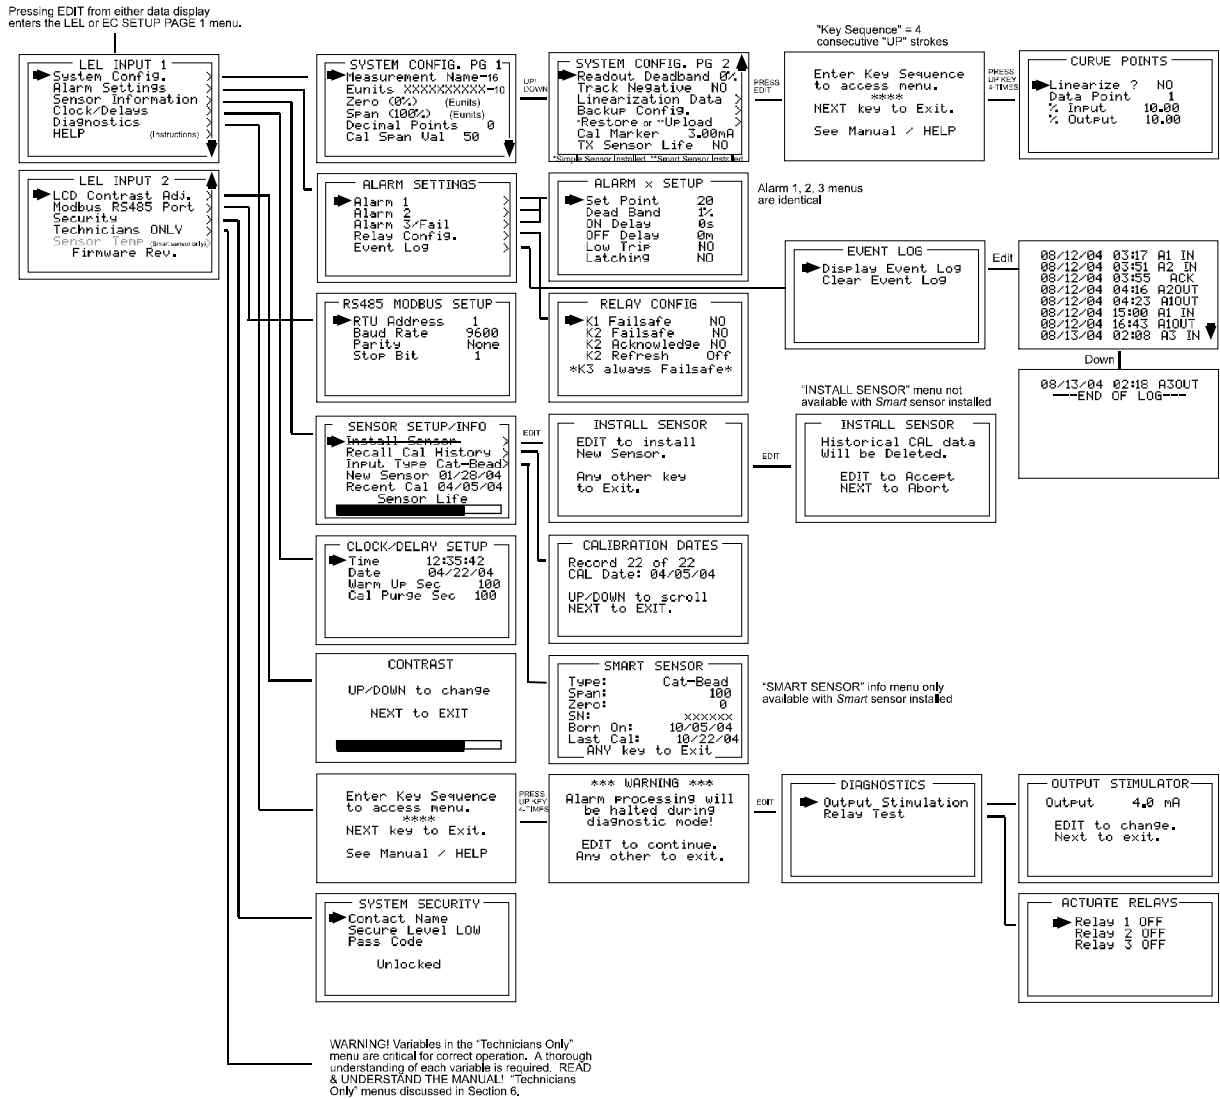 Pressing EDIT from either data display
enters the LEL or EC SETUP PAGE 1 menu.
LEL INPUT 1
System Config. >
Alarm Settings >
Sensor Information >
Clock/Delays >
Diagnostics >
HELP (Instructions) >
LEL INPUT 2
LCD Contrast Adj. >
Modbus RS485 Port >
Security >
Technicians ONLY >
Sensor Temp (Smart sensor only) >
Firmware Rev.
SYSTEM CONFIG. PG 1
Measurement Name-16
Eunits XXXXXXXXXX-10
Zero (0%) (Eunits)
Span (100%) (Eunits)
Decimal Points 0
Cal Span Val 50
UP/
DOWN
SYSTEM CONFIG. PG 2
Readout Deadband 0%
Track Negative NO
Linearization Data >
Backup Config. >
*Restore or **Upload >
Cal Marker 3.00mA
TX Sensor Life NO
*Simple Sensor Installed **Smart Sensor Installed
PRESS
EDIT
"Key Sequence" = 4
consecutive "UP" strokes
Enter Key Sequence
to access menu.
****
NEXT key to Exit.
See Manual / HELP
PRESS
UP KEY
4-TIMES
CURVE POINTS
Linearize ? NO
Data Point 1
% Input 10.00
% Output 10.00
ALARM SETTINGS
Alarm 1 >
Alarm 2 >
Alarm 3/Fail >
Relay Config. >
Event Log >
ALARM x SETUP
Set Point 20
Dead Band 1%
ON Delay 0s
OFF Delay 0m
Low Trip NO
Latching NO
Alarm 1, 2, 3 menus
are identical
EVENT LOG
Display Event Log
Clear Event Log
Edit
08/12/04 03:17 A1 IN
08/12/04 03:51 A2 IN
08/12/04 03:55 ACK
08/12/04 04:16 A2OUT
08/12/04 04:23 A1OUT
08/12/04 15:00 A1 IN
08/12/04 16:43 A1OUT
08/13/04 02:08 A3 IN
Down
08/13/04 02:18 A3OUT
---END OF LOG---
RS485 MODBUS SETUP
RTU Address 1
Baud Rate 9600
Parity None
Stop Bit 1
RELAY CONFIG
K1 Failsafe NO
K2 Failsafe NO
K2 Acknowledge NO
K2 Refresh Off
*K3 always Failsafe*
SENSOR SETUP/INFO
Install Sensor >
Recall Cal History >
Input Type Cat-Bead>
New Sensor 01/28/04
Recent Cal 04/05/04
Sensor Life
EDIT
INSTALL SENSOR
EDIT to install
New Sensor.
Any other key
to Exit.
EDIT
"INSTALL SENSOR" menu not
available with Smart sensor installed
INSTALL SENSOR
Historical CAL data
Will be Deleted.
EDIT to Accept
NEXT to Abort
CLOCK/DELAY SETUP
Time 12:35:42
Date 04/22/04
Warm Up Sec 100
Cal Purge Sec 100
CALIBRATION DATES
Record 22 of 22
CAL Date: 04/05/04
UP/DOWN to scroll
NEXT to EXIT.
CONTRAST
UP/DOWN to change
NEXT to EXIT
SMART SENSOR
Type: Cat-Bead
Span: 100
Zero: 0
SN: xxxxxx
Born On: 10/05/04
Last Cal: 10/22/04
ANY key to Exit
"SMART SENSOR" info menu only
available with Smart sensor installed
Enter Key Sequence
to access menu.
****
NEXT key to Exit.
See Manual / HELP
PRESS
UP KEY
4-TIMES
*** WARNING ***
Alarm processing will
be halted during
diagnostic mode!
EDIT to continue.
Any other to exit.
EDIT
DIAGNOSTICS
Output Stimulation
Relay Test
OUTPUT STIMULATOR
Output 4.0 mA
EDIT to change.
Next to exit.
ACTUATE RELAYS
Relay 1 OFF
Relay 2 OFF
Relay 3 OFF
SYSTEM SECURITY
Contact Name
Secure Level LOW
Pass Code
Unlocked
WARNING! Variables in the "Technicians Only"
menu are critical for correct operation. A thorough
understanding of each variable is required. READ
& UNDERSTAND THE MANUAL! "Technicians
Only" menus discussed in Section 6.